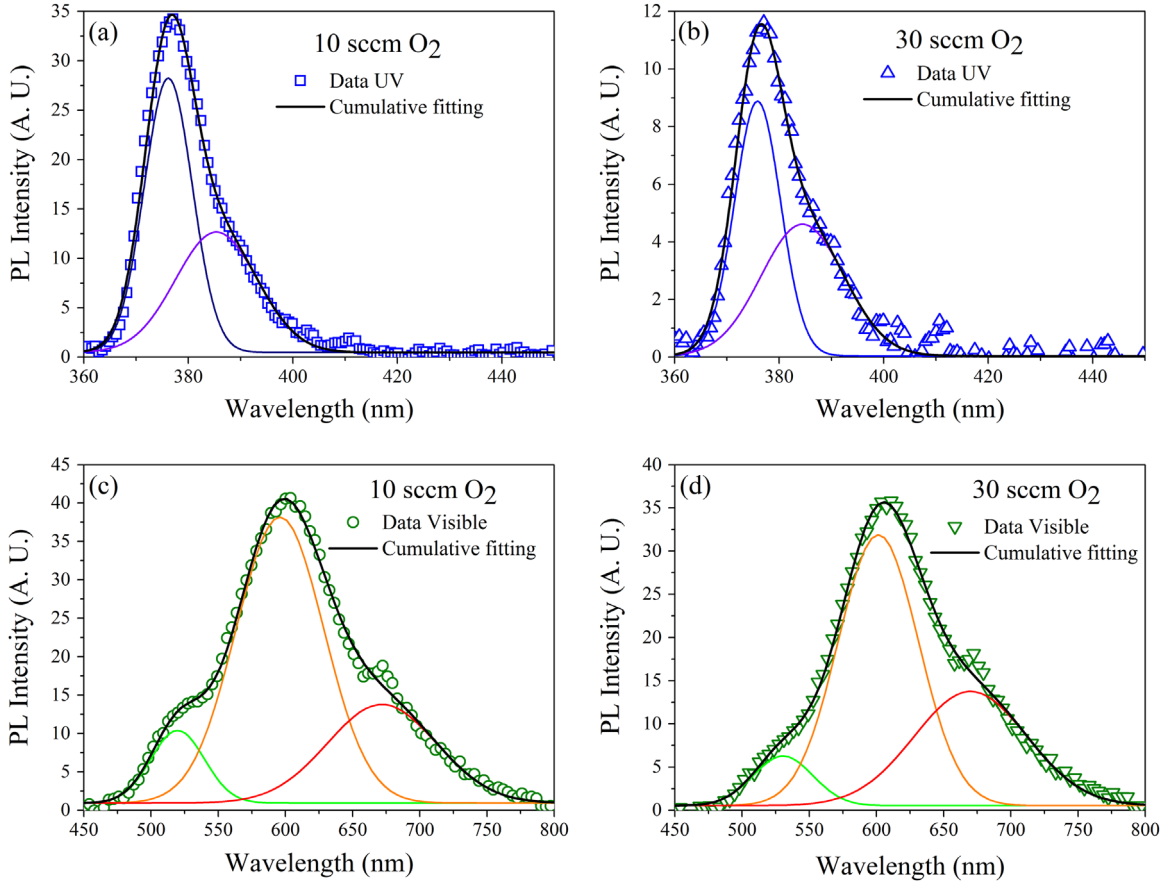 (a)
10 sccm O2
Data UV
Cumulative fitting
35
30
25
20
15
10
5
0
PL Intensity (A. U.)
360
380
400
420
440
Wavelength (nm)
(b)
30 sccm O2
Data UV
Cumulative fitting
12
10
8
6
4
2
0
PL Intensity (A. U.)
360
380
400
420
440
Wavelength (nm)
(c)
10 sccm O2
Data Visible
Cumulative fitting
45
40
35
30
25
20
15
10
5
0
PL Intensity (A. U.)
450
500
550
600
650
700
750
800
Wavelength (nm)
(d)
30 sccm O2
Data Visible
Cumulative fitting
40
35
30
25
20
15
10
5
0
PL Intensity (A. U.)
450
500
550
600
650
700
750
800
Wavelength (nm)